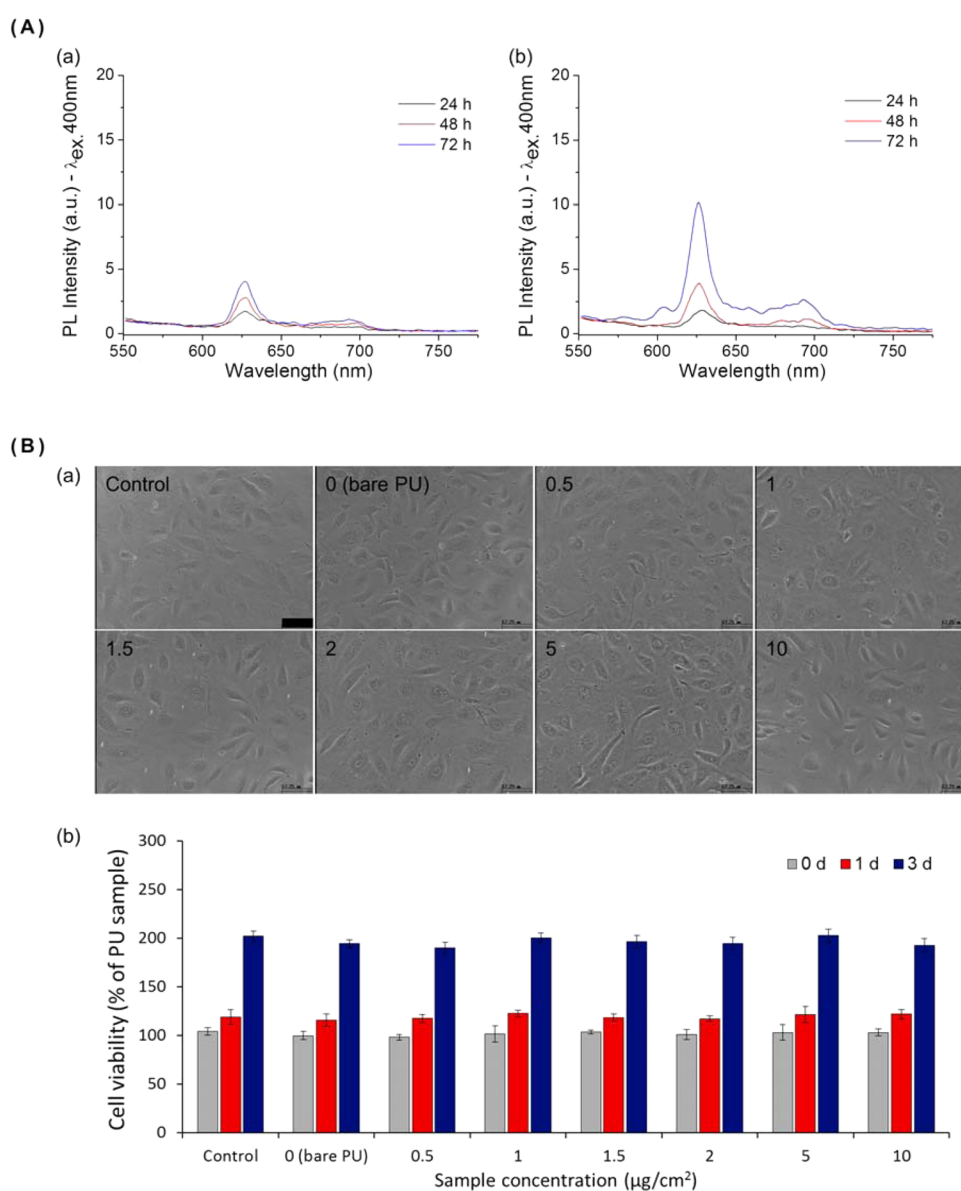 (A)
(a)
20
15
10
5
0
PL Intensity (a.u.) - λex.400nm
24 h
48 h
72 h
550 600 650 700 750
Wavelength (nm)
(b)
20
15
10
5
0
PL Intensity (a.u.) - λex.400nm
24 h
48 h
72 h
550 600 650 700 750
Wavelength (nm)
(B)
(a)
Control
0 (bare PU)
0.5
1
1.5
2
5
10
(b)
300
250
200
150
100
50
0
Cell viability (% of PU sample)
0 d 1 d 3 d
Control 0 (bare PU) 0.5 1 1.5 2 5 10
Sample concentration (µg/cm²)